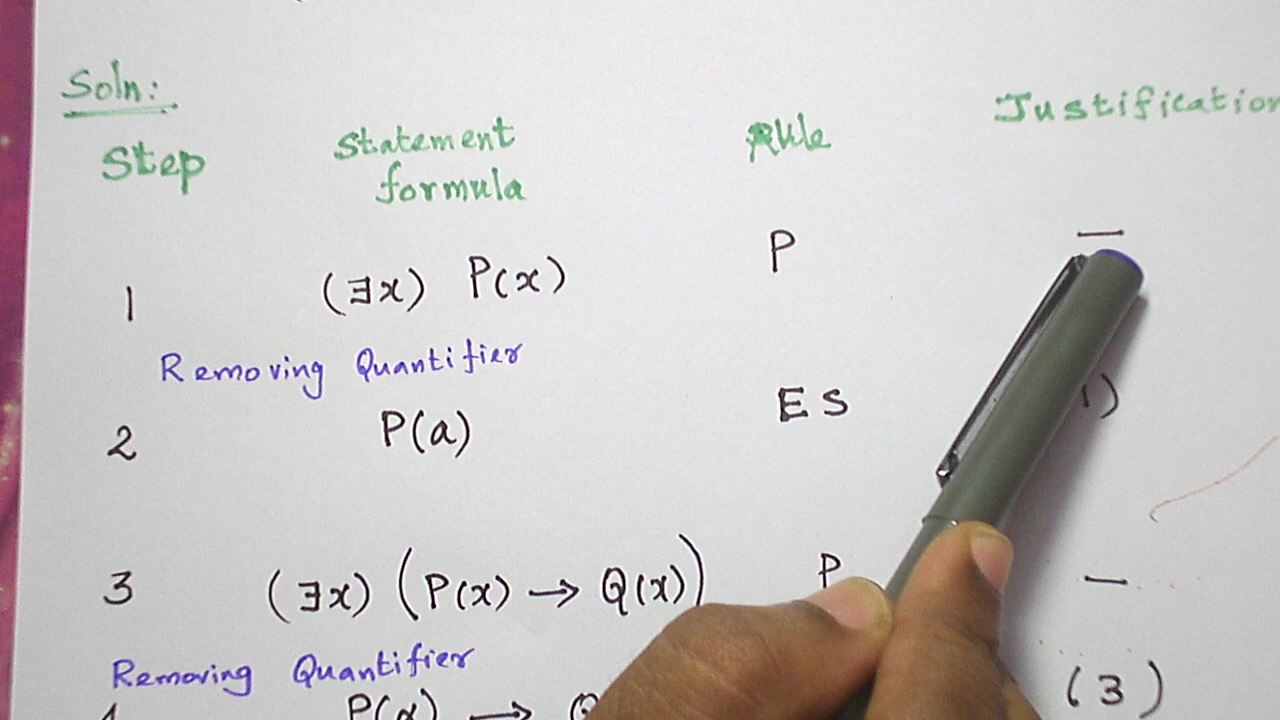 Soln:
Step Statement formula Rule Justification
1 (∃x) P(x) P —
Removing Quantifier
2 P(a) ES 1)
3 (∃x) (P(x) → Q(x)) P —
Removing Quantifier
P(a) → (3)